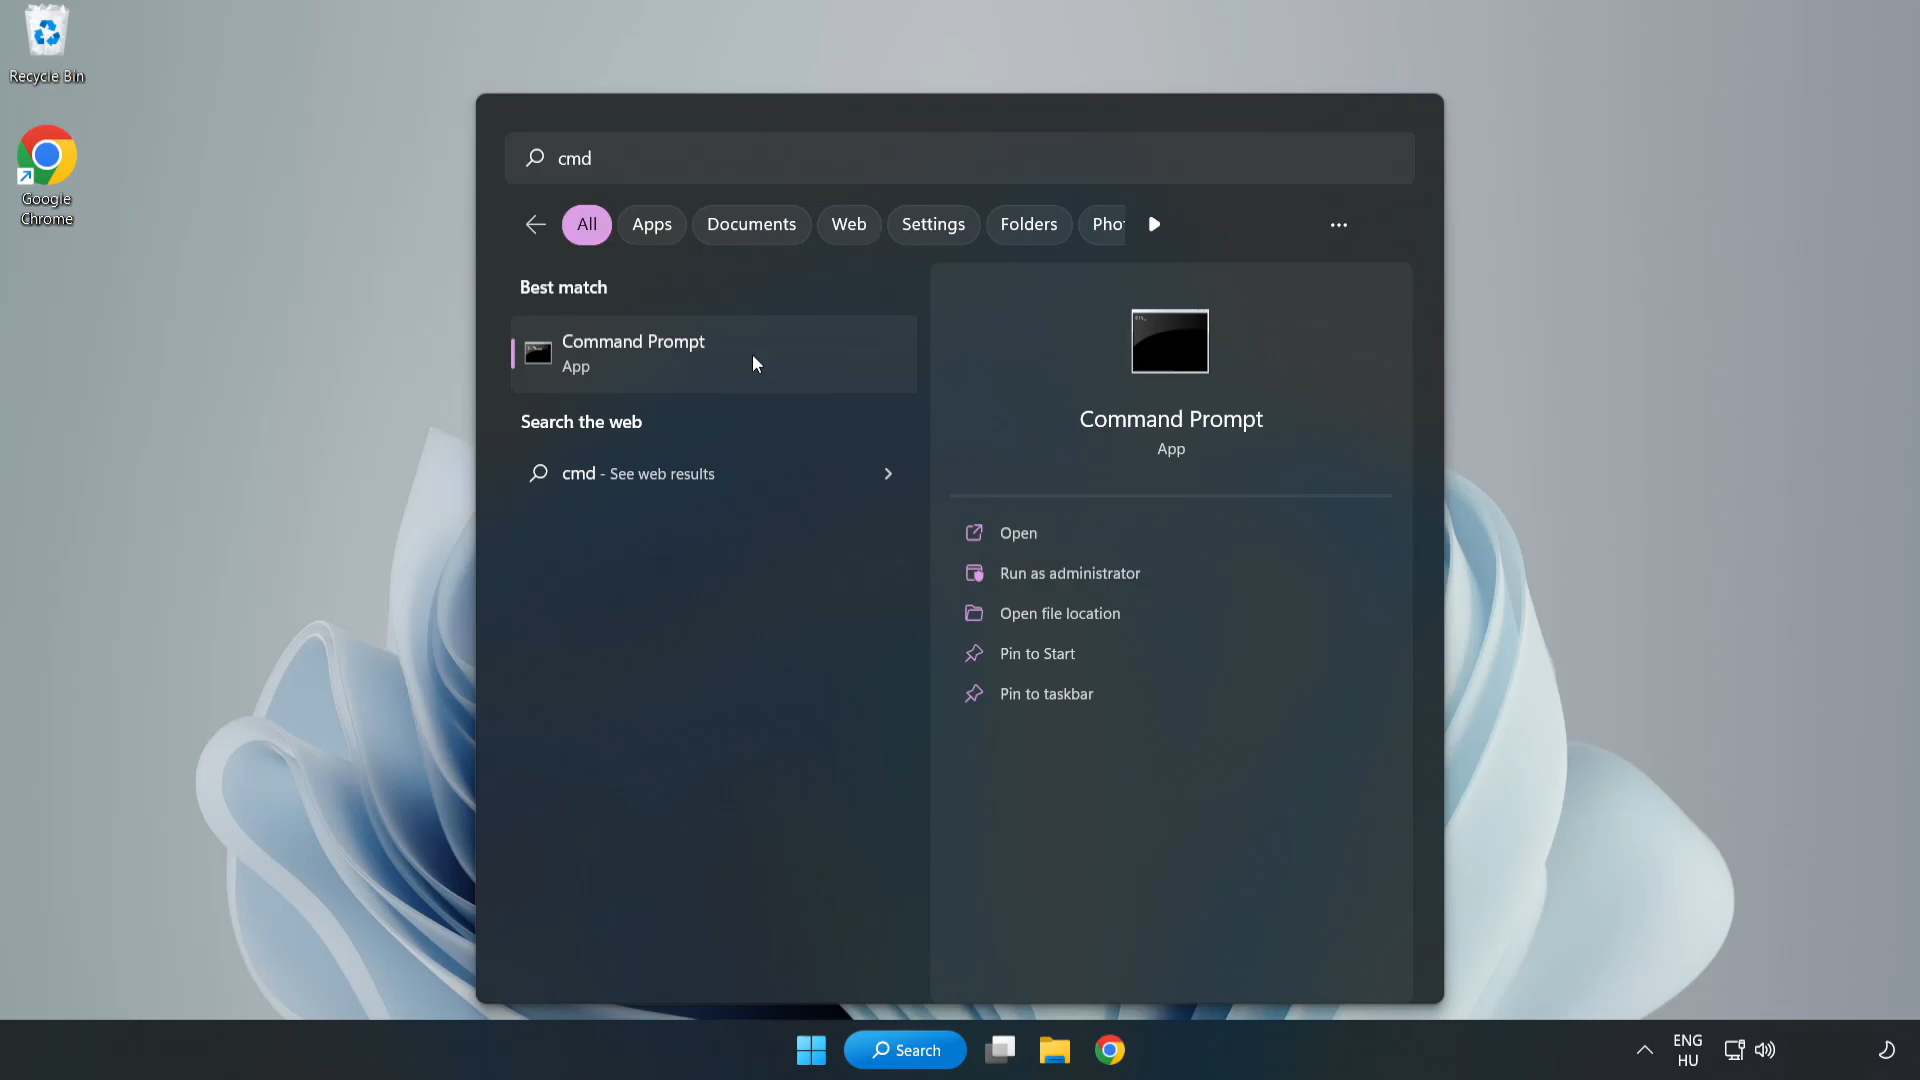 Recycle Bin
Google
Chrome
cmd
All
Apps
Documents
Web
Settings
Folders
Pho
Best match
Command Prompt
App
Search the web
cmd - See web results
Command Prompt
App
Open
Run as administrator
Open file location
Pin to Start
Pin to taskbar
Search
ENG
HU